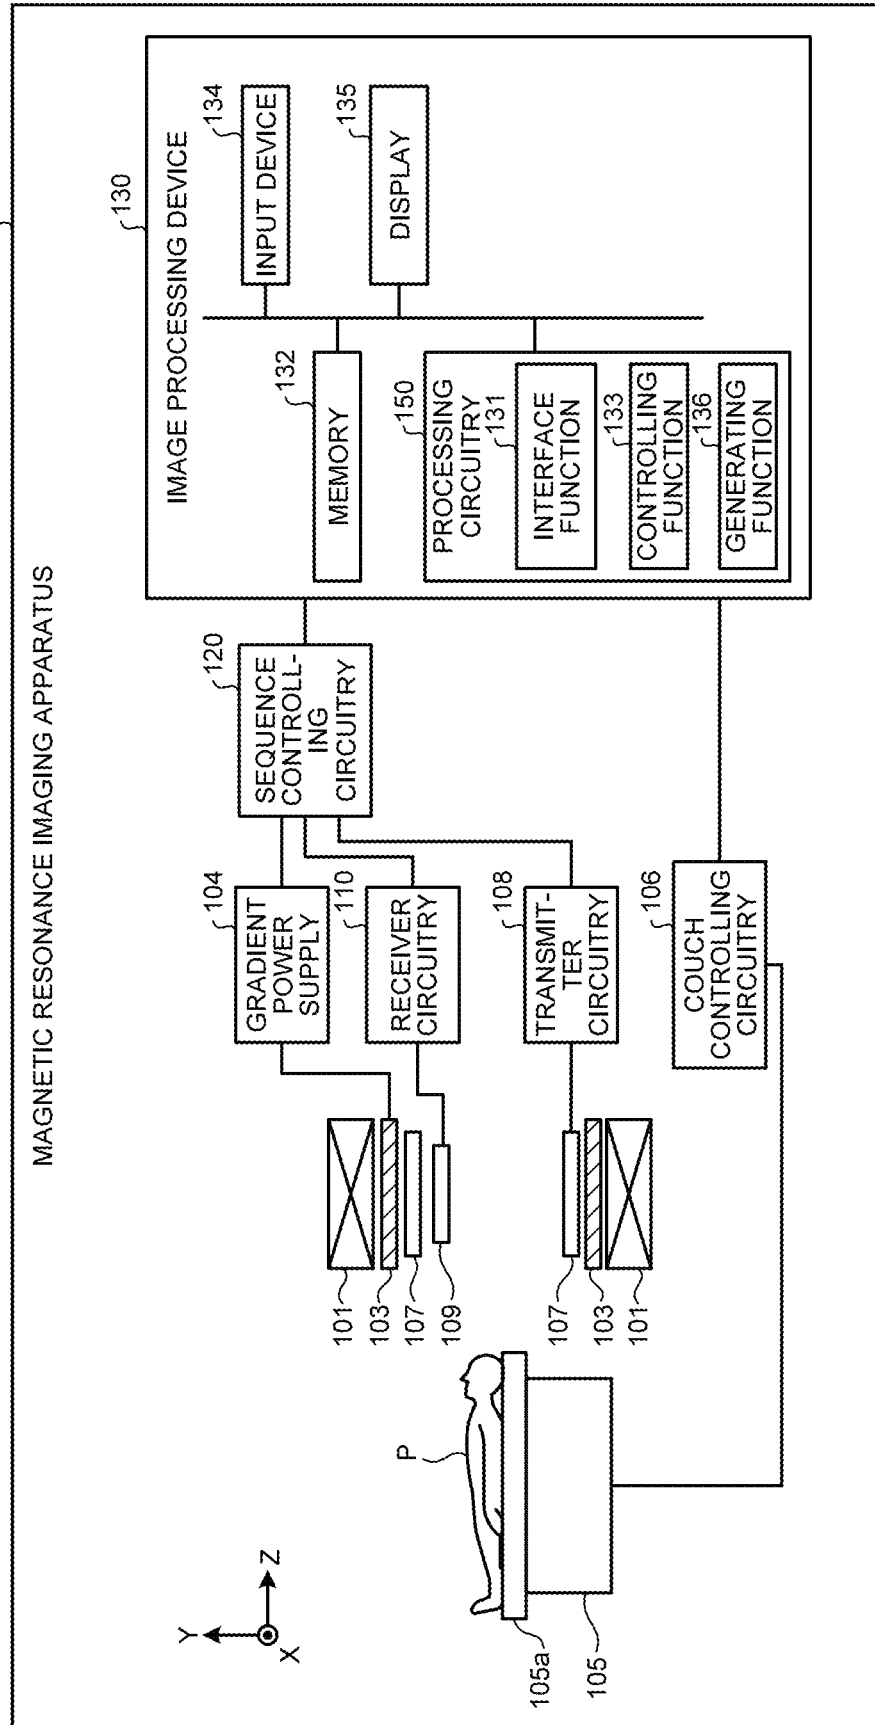 MAGNETIC RESONANCE IMAGING APPARATUS
130
IMAGE PROCESSING DEVICE
134
INPUT DEVICE
135
DISPLAY
132
MEMORY
150
PROCESSING
CIRCUITRY
131
INTERFACE
FUNCTION
133
CONTROLLING
FUNCTION
136
GENERATING
FUNCTION
120
SEQUENCE
CONTROLL-
ING
CIRCUITRY
104
GRADIENT
POWER
SUPPLY
110
RECEIVER
CIRCUITRY
108
TRANSMIT-
TER
CIRCUITRY
106
COUCH
CONTROLLING
CIRCUITRY
101
103
107
109
107
103
101
P
105a
105
Y
Z
X